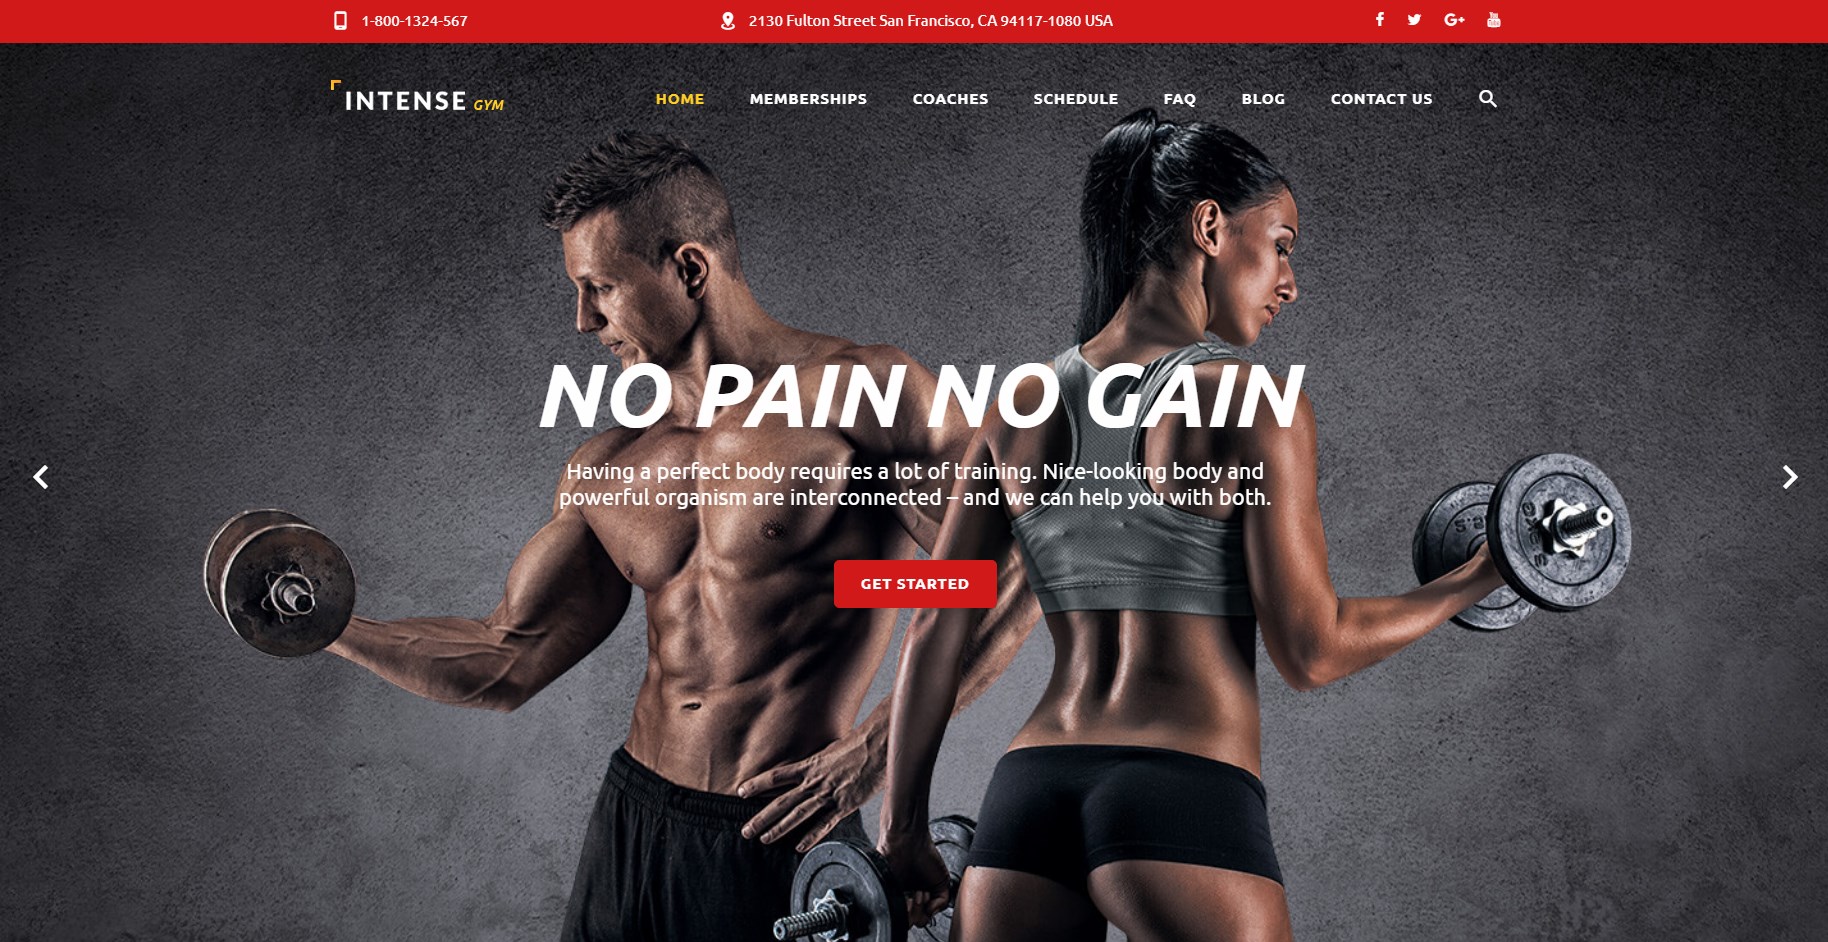 1-800-1324-567
2130 Fulton Street San Francisco, CA 94117-1080 USA
INTENSE GYM
HOME
MEMBERSHIPS
COACHES
SCHEDULE
FAQ
BLOG
CONTACT US
NO PAIN NO GAIN
Having a perfect body requires a lot of training. Nice-looking body and
powerful organism are interconnected – and we can help you with both.
GET STARTED